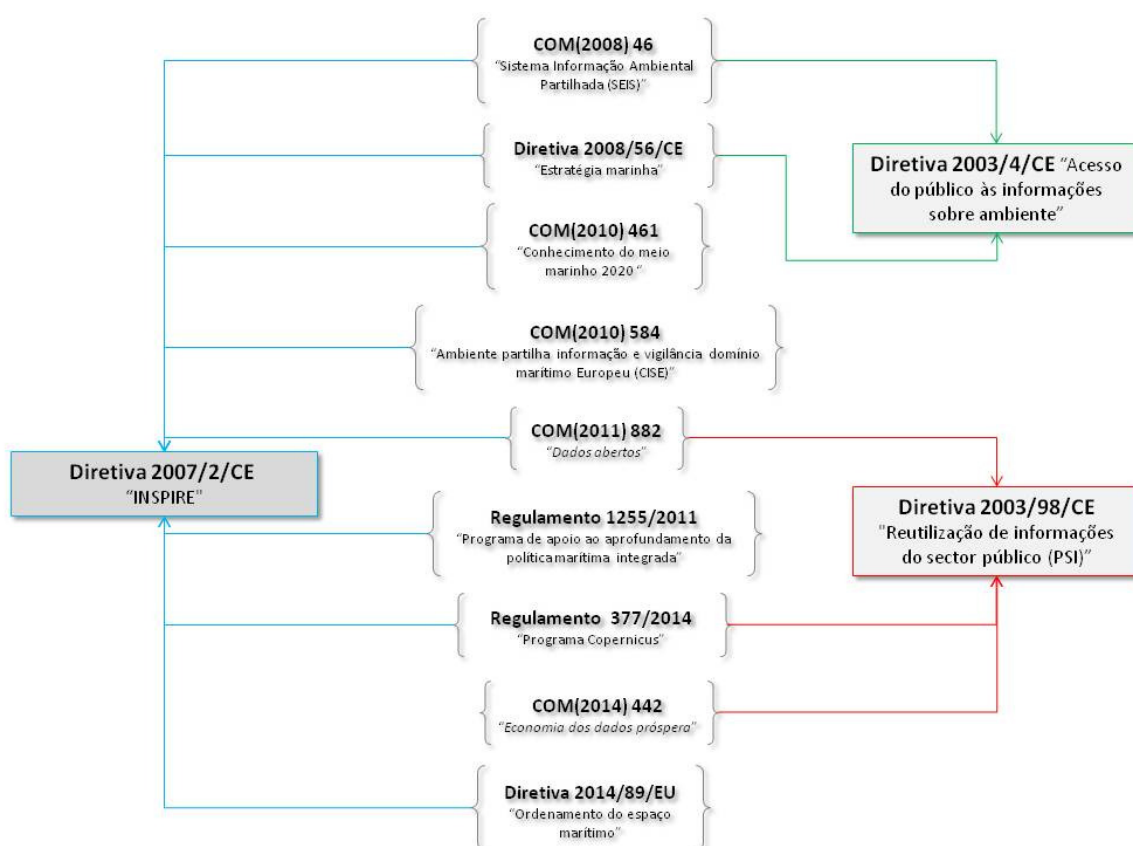 COM(2008) 46
“Sistema Informação Ambiental
Partilhada (SEIS)”
Diretiva 2008/56/CE
“Estratégia marinha”
Diretiva 2003/4/CE “Acesso
do público às informações
sobre ambiente”
COM(2010) 461
“Conhecimento do meio
marinho 2020 “
COM(2010) 584
“Ambiente partilha informação e vigilância domínio
marítimo Europeu (CISE)”
COM(2011) 882
“Dados abertos”
Diretiva 2007/2/CE
“INSPIRE”
Regulamento 1255/2011
“Programa de apoio ao aprofundamento da
política marítima integrada”
Diretiva 2003/98/CE
"Reutilização de informações
do sector público (PSI)”
Regulamento 377/2014
“Programa Copernicus”
COM(2014) 442
“Economia dos dados próspera”
Diretiva 2014/89/EU
“Ordenamento do espaço
marítimo”